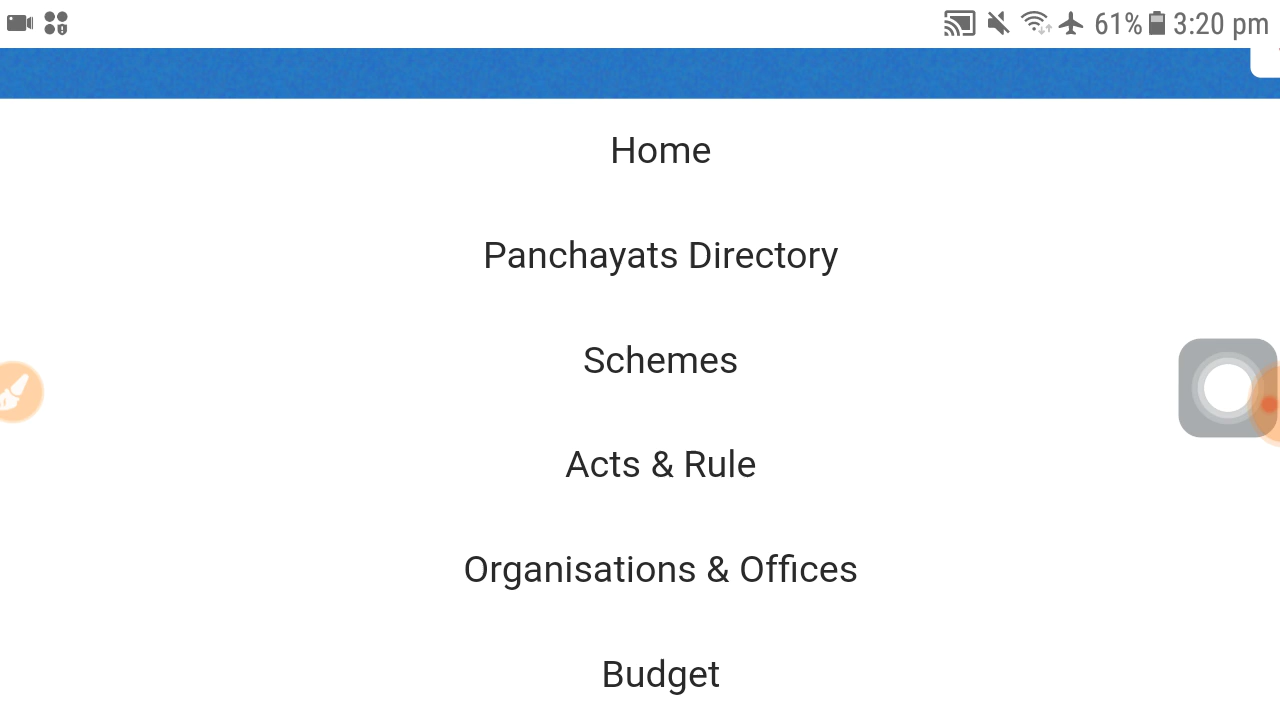 61% 3:20 pm
Home
Panchayats Directory
Schemes
Acts & Rule
Organisations & Offices
Budget